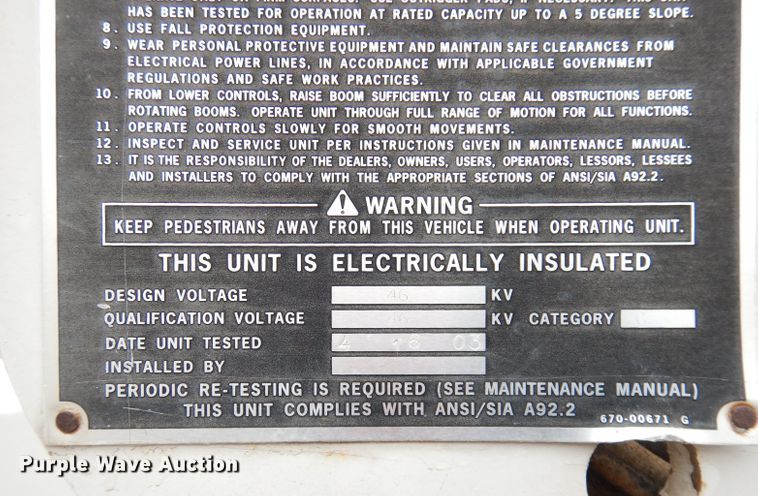 HAS BEEN TESTED FOR OPERATION AT RATED CAPACITY UP TO A 5 DEGREE SLOPE.
8. USE FALL PROTECTION EQUIPMENT.
9. WEAR PERSONAL PROTECTIVE EQUIPMENT AND MAINTAIN SAFE CLEARANCES FROM
ELECTRICAL POWER LINES, IN ACCORDANCE WITH APPLICABLE GOVERNMENT
REGULATIONS AND SAFE WORK PRACTICES.
10. FROM LOWER CONTROLS, RAISE BOOM SUFFICIENTLY TO CLEAR ALL OBSTRUCTIONS BEFORE
ROTATING BOOMS. OPERATE UNIT THROUGH FULL RANGE OF MOTION FOR ALL FUNCTIONS.
11. OPERATE CONTROLS SLOWLY FOR SMOOTH MOVEMENTS.
12. INSPECT AND SERVICE UNIT PER INSTRUCTIONS GIVEN IN MAINTENANCE MANUAL.
13. IT IS THE RESPONSIBILITY OF THE DEALERS, OWNERS, USERS, OPERATORS, LESSORS, LESSEES
AND INSTALLERS TO COMPLY WITH THE APPROPRIATE SECTIONS OF ANSI/SIA A92.2.
WARNING
KEEP PEDESTRIANS AWAY FROM THIS VEHICLE WHEN OPERATING UNIT.
THIS UNIT IS ELECTRICALLY INSULATED
DESIGN VOLTAGE 46 KV
QUALIFICATION VOLTAGE 46 KV CATEGORY
DATE UNIT TESTED 4 16 03
INSTALLED BY
PERIODIC RE-TESTING IS REQUIRED (SEE MAINTENANCE MANUAL)
THIS UNIT COMPLIES WITH ANSI/SIA A92.2
670-00671 G
Purple Wave Auction